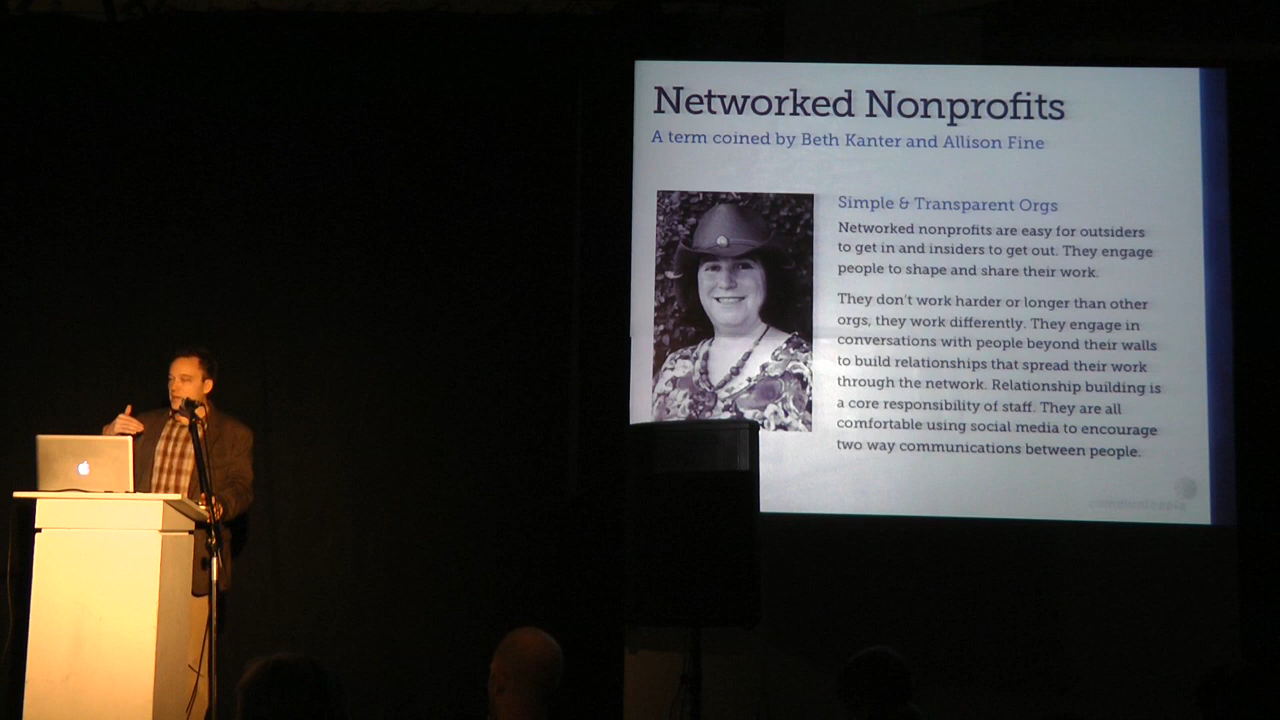 Networked Nonprofits
A term coined by Beth Kanter and Allison Fine
Simple & Transparent Orgs
Networked nonprofits are easy for outsiders
to get in and insiders to get out. They engage
people to shape and share their work.
They don't work harder or longer than other
orgs, they work differently. They engage in
conversations with people beyond their walls
to build relationships that spread their work
through the network. Relationship building is
a core responsibility of staff. They are all
comfortable using social media to encourage
two way communications between people.